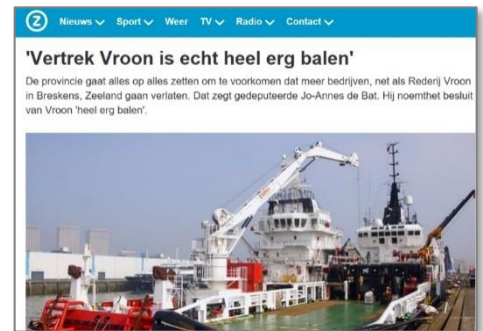 Z Nieuws Sport Weer TV Radio Contact
'Vertrek Vroon is echt heel erg balen'
De provincie gaat alles op alles zetten om te voorkomen dat meer bedrijven, net als Rederij Vroon
in Breskens, Zeeland gaan verlaten. Dat zegt gedeputeerde Jo-Annes de Bat. Hij noemthet besluit
van Vroon 'heel erg balen'.